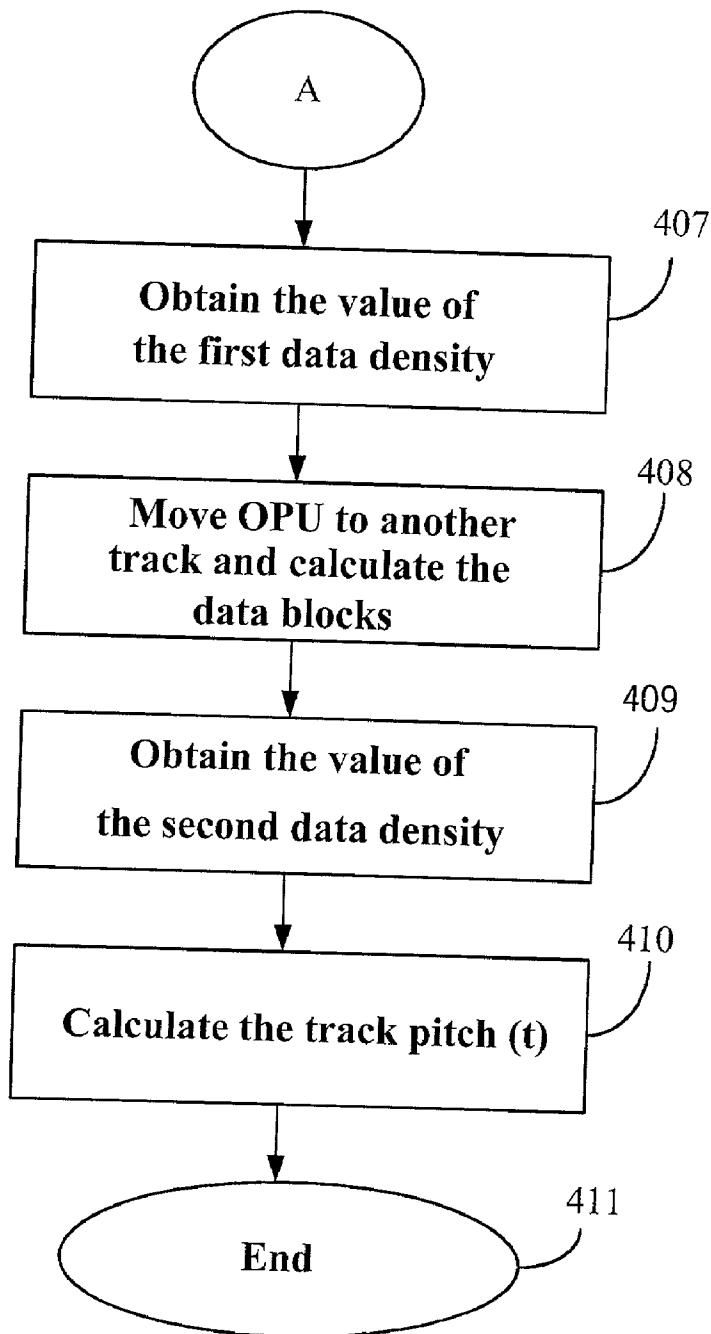 A
407
Obtain the value of
the first data density
408
Move OPU to another
track and calculate the
data blocks
409
Obtain the value of
the second data density
410
Calculate the track pitch (t)
411
End